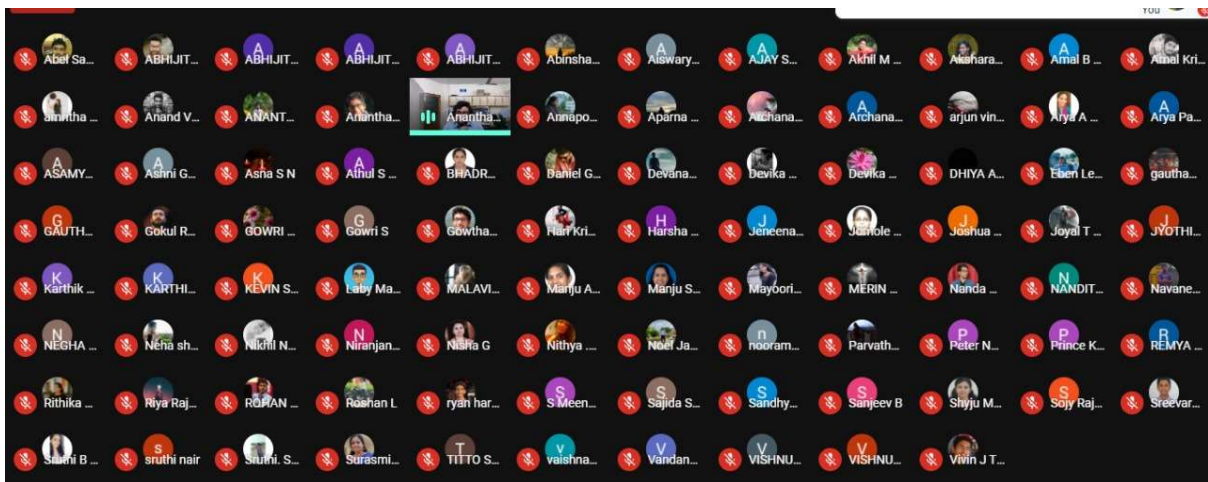 You
Abel Sa... ABHIJIT... ABHIJIT... ABHIJIT... ABHIJIT... Abinsha... Aiswary... AJAY S... Akhil M ... Akshara... Amal B ... Amal Kri...
amritha ... Anand V... ANANT... Anantha... Anantha... Annapo... Aparna ... Archana... Archana... arjun vin... Arya A ... Arya Pa...
ASAMY... Ashni G... Asna S N Athul S ... BHADR... Daniel G... Devana... Devika ... Devika ... DHIYA A... Eben Le... gautha...
GAUTH... Gokul R... GOWRI ... Gowri S Gowtha... Hari Kri... Harsha ... Jeneena... Jomole ... Joshua ... Joyal T ... JYOTHI...
Karthik ... KARTHI... KEVIN S... Laby Ma... MALAVI... Manju A... Manju S... Mayoori... MERIN ... Nanda ... NANDIT... Navane...
NEGHA ... Neha sh... Nikhil N... Niranjan... Nisha G Nithya .... Noel Ja... nooram... Parvath... Peter N... Prince K... REMYA ...
Rithika ... Riya Raj... ROHAN ... Roshan L ryan har... S Meen... Sajida S... Sandhy... Sanjeev B Shyju M... Sojy Raj... Sreevar...
Sruthi B ... sruthi nair Sruthi. S... Surasmi... TITTO S... vaishna... Vandan... VISHNU... VISHNU... Vivin J T...